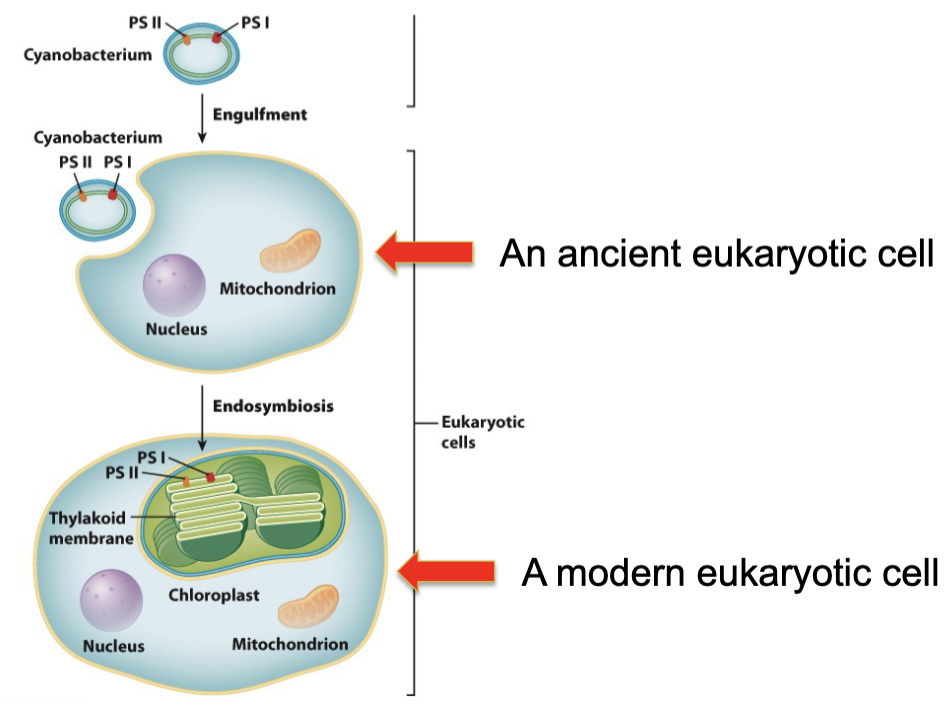 PS II PS I
Cyanobacterium
Engulfment
Cyanobacterium
PS II PS I
An ancient eukaryotic cell
Mitochondrion
Nucleus
Endosymbiosis
Eukaryotic
cells
PS I
PS II
Thylakoid
membrane
A modern eukaryotic cell
Chloroplast
Nucleus
Mitochondrion